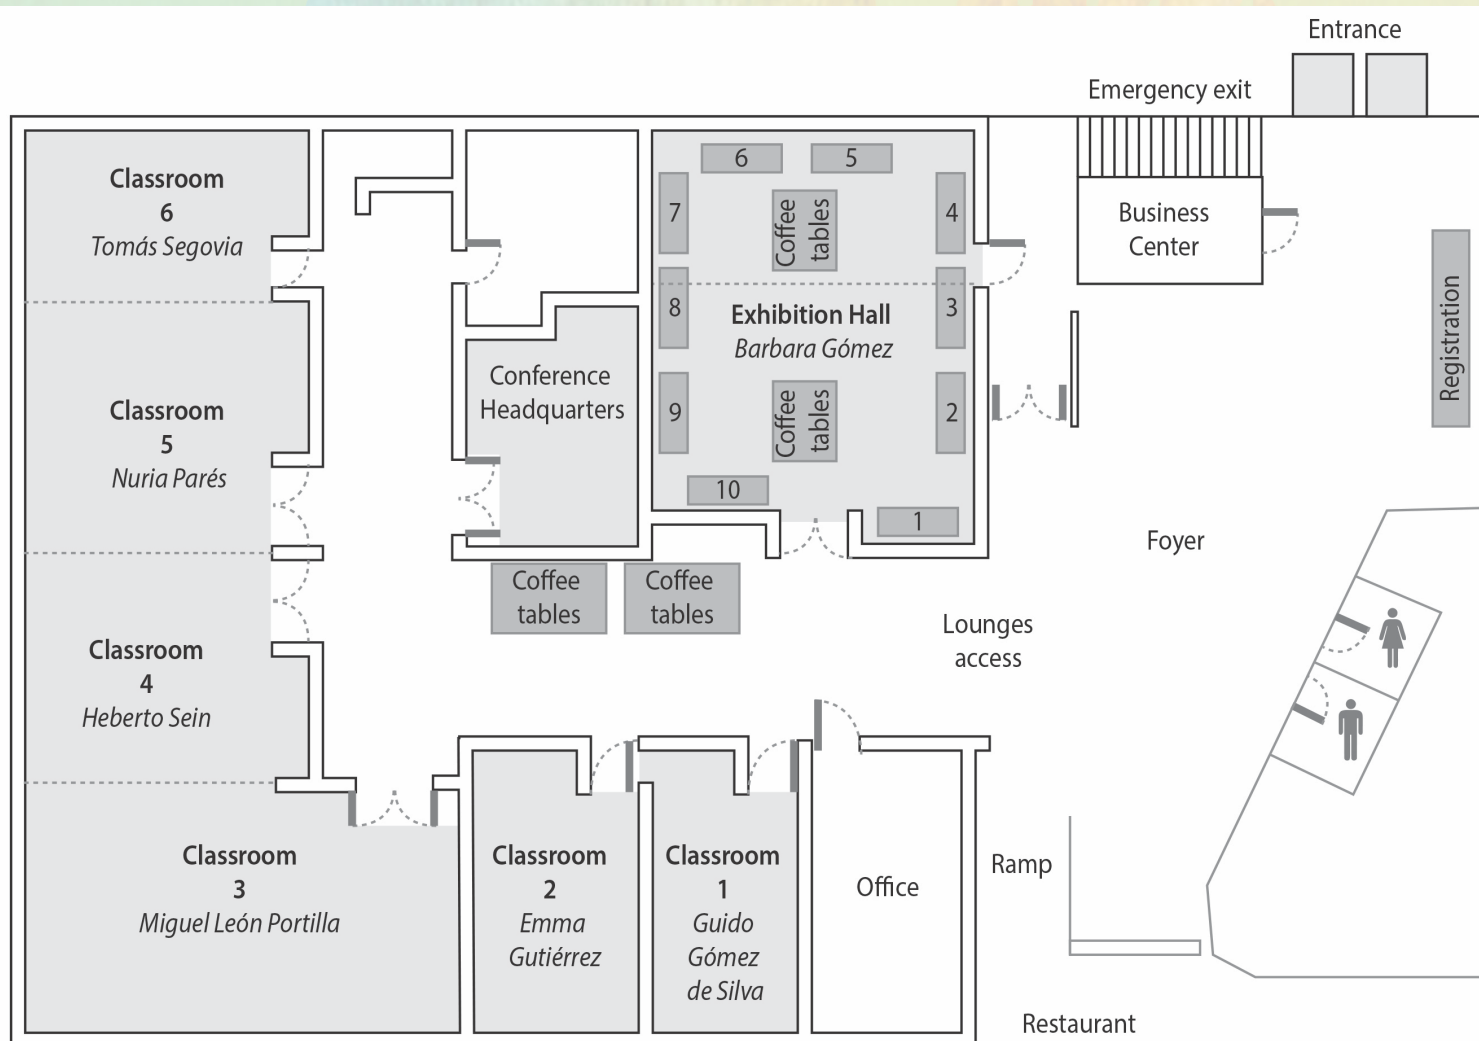 Entrance
Emergency exit
Classroom
6
Tomás Segovia
6
5
7
4
Coffee
tables
Business
Center
Registration
8
3
Exhibition Hall
Barbara Gómez
Conference
Headquarters
Classroom
5
Nuria Parés
9
2
Coffee
tables
10
1
Foyer
Coffee
tables
Coffee
tables
Lounges
access
Classroom
4
Heberto Sein
Classroom
3
Miguel León Portilla
Classroom
2
Emma
Gutiérrez
Classroom
1
Guido
Gómez
de Silva
Office
Ramp
Restaurant